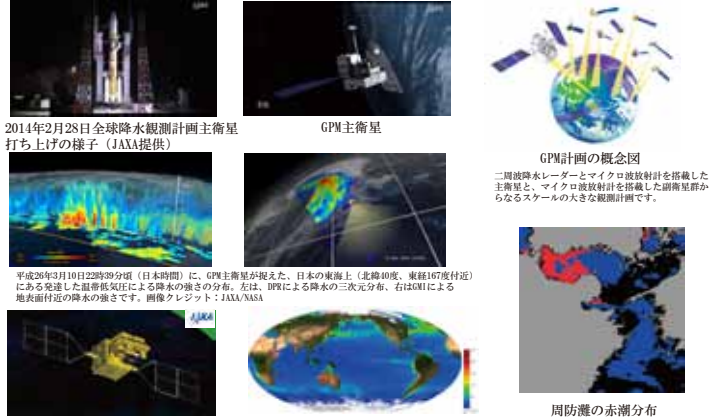 2014年2月28日全球降水観測計画主衛星
打ち上げの様子（JAXA提供）
GPM主衛星
GPM計画の概念図
二周波降水レーダーとマイクロ波放射計を搭載した
主衛星と、マイクロ波放射計を搭載した副衛星群か
らなるスケールの大きな観測計画です。
平成26年3月10日22時39分頃（日本時間）に、GPM主衛星が捉えた、日本の東海上（北緯40度、東経167度付近）
にある発達した温帯低気圧による降水の強さの分布。左は、DPRによる降水の三次元分布、右はGMIによる
地表面付近の降水の強さです。画像クレジット：JAXA/NASA
JAXA
周防灘の赤潮分布